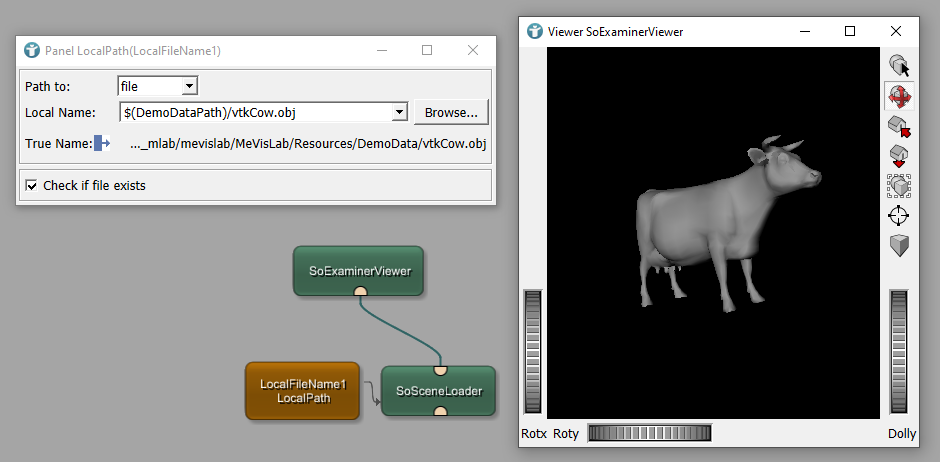 Panel LocalPath(LocalFileName1)
Path to: file
Local Name: $(DemoDataPath)/vtkCow.obj Browse...
True Name: ..._mlab/mevislab/MeVisLab/Resources/DemoData/vtkCow.obj
Check if file exists
SoExaminerViewer
LocalFileName1
LocalPath
SoSceneLoader
Viewer SoExaminerViewer
Rotx Roty Dolly